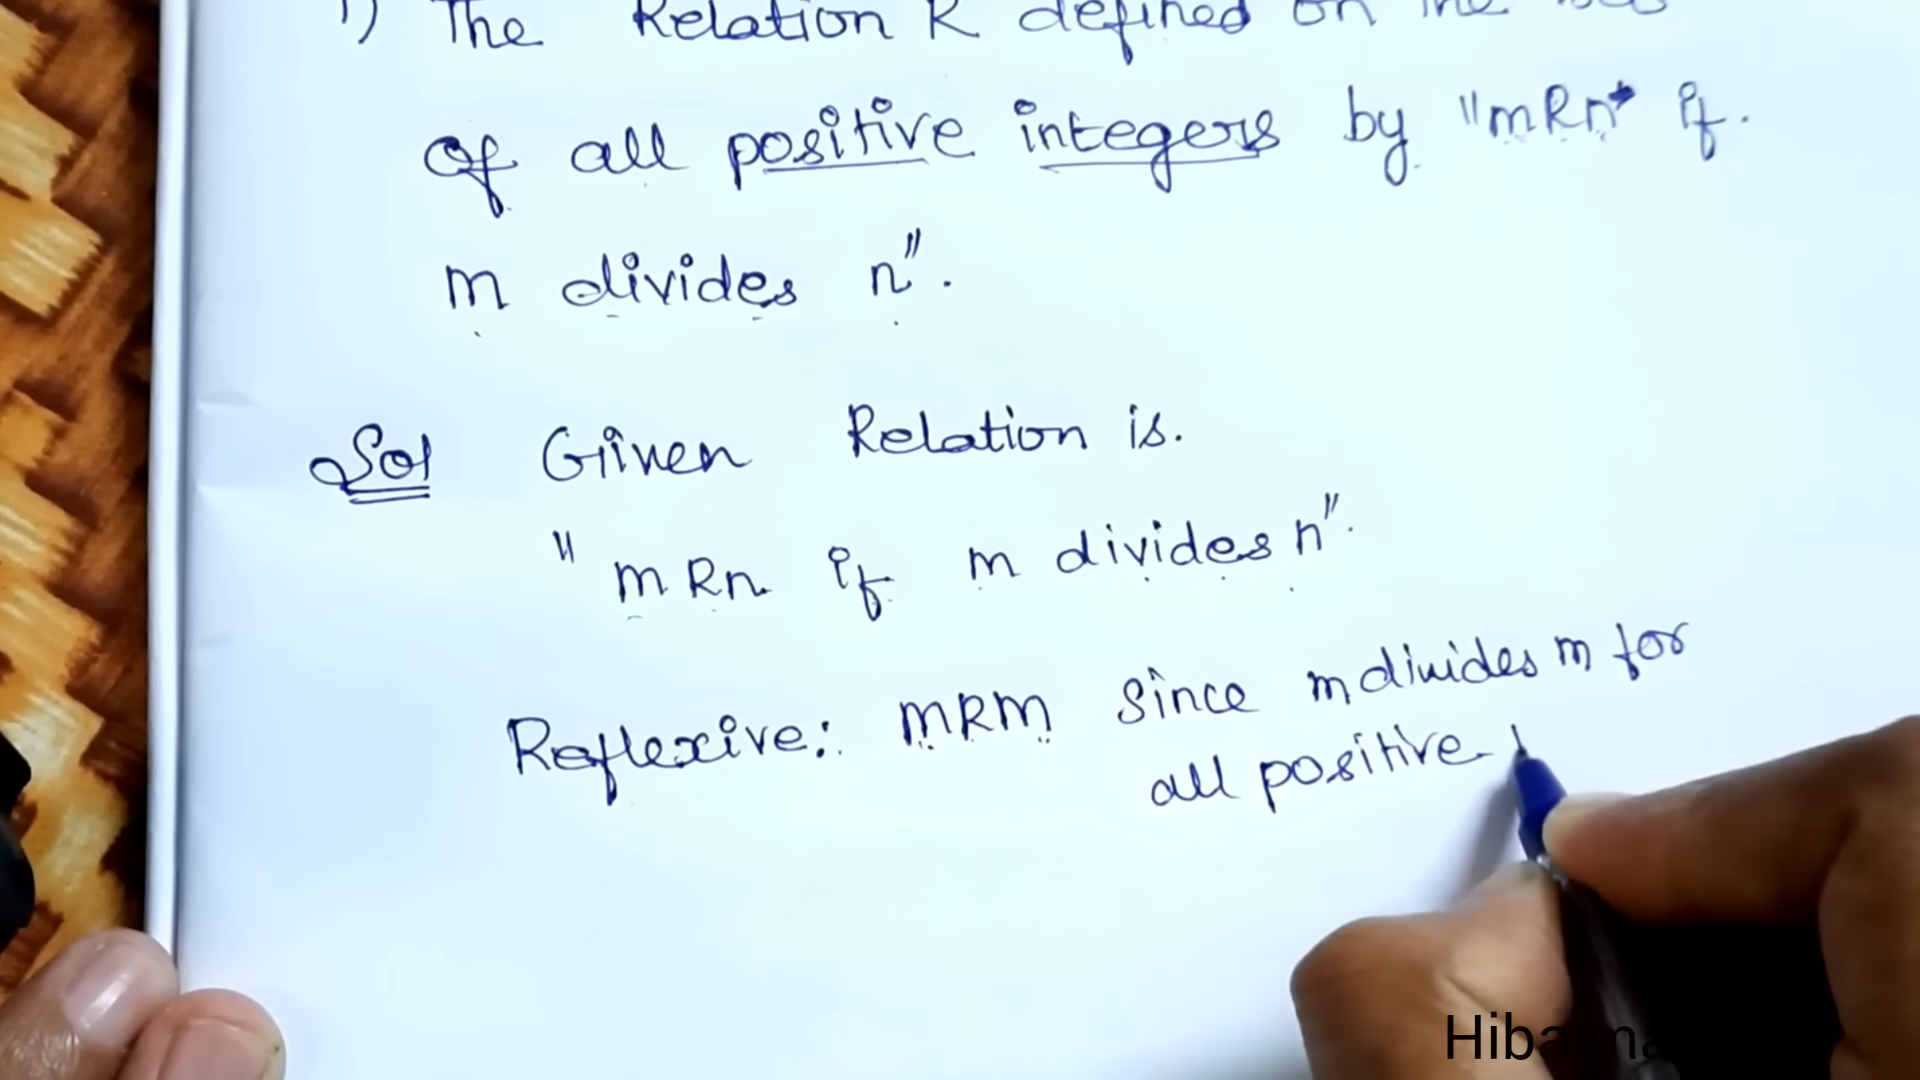 1) The Relation R defined on the
of all positive integers by "mRn" if.
m divides n".
Sol Given Relation is.
" mRn. if m divides n".
Reflexive: MRM Since m divides m for
all positive
Hiba